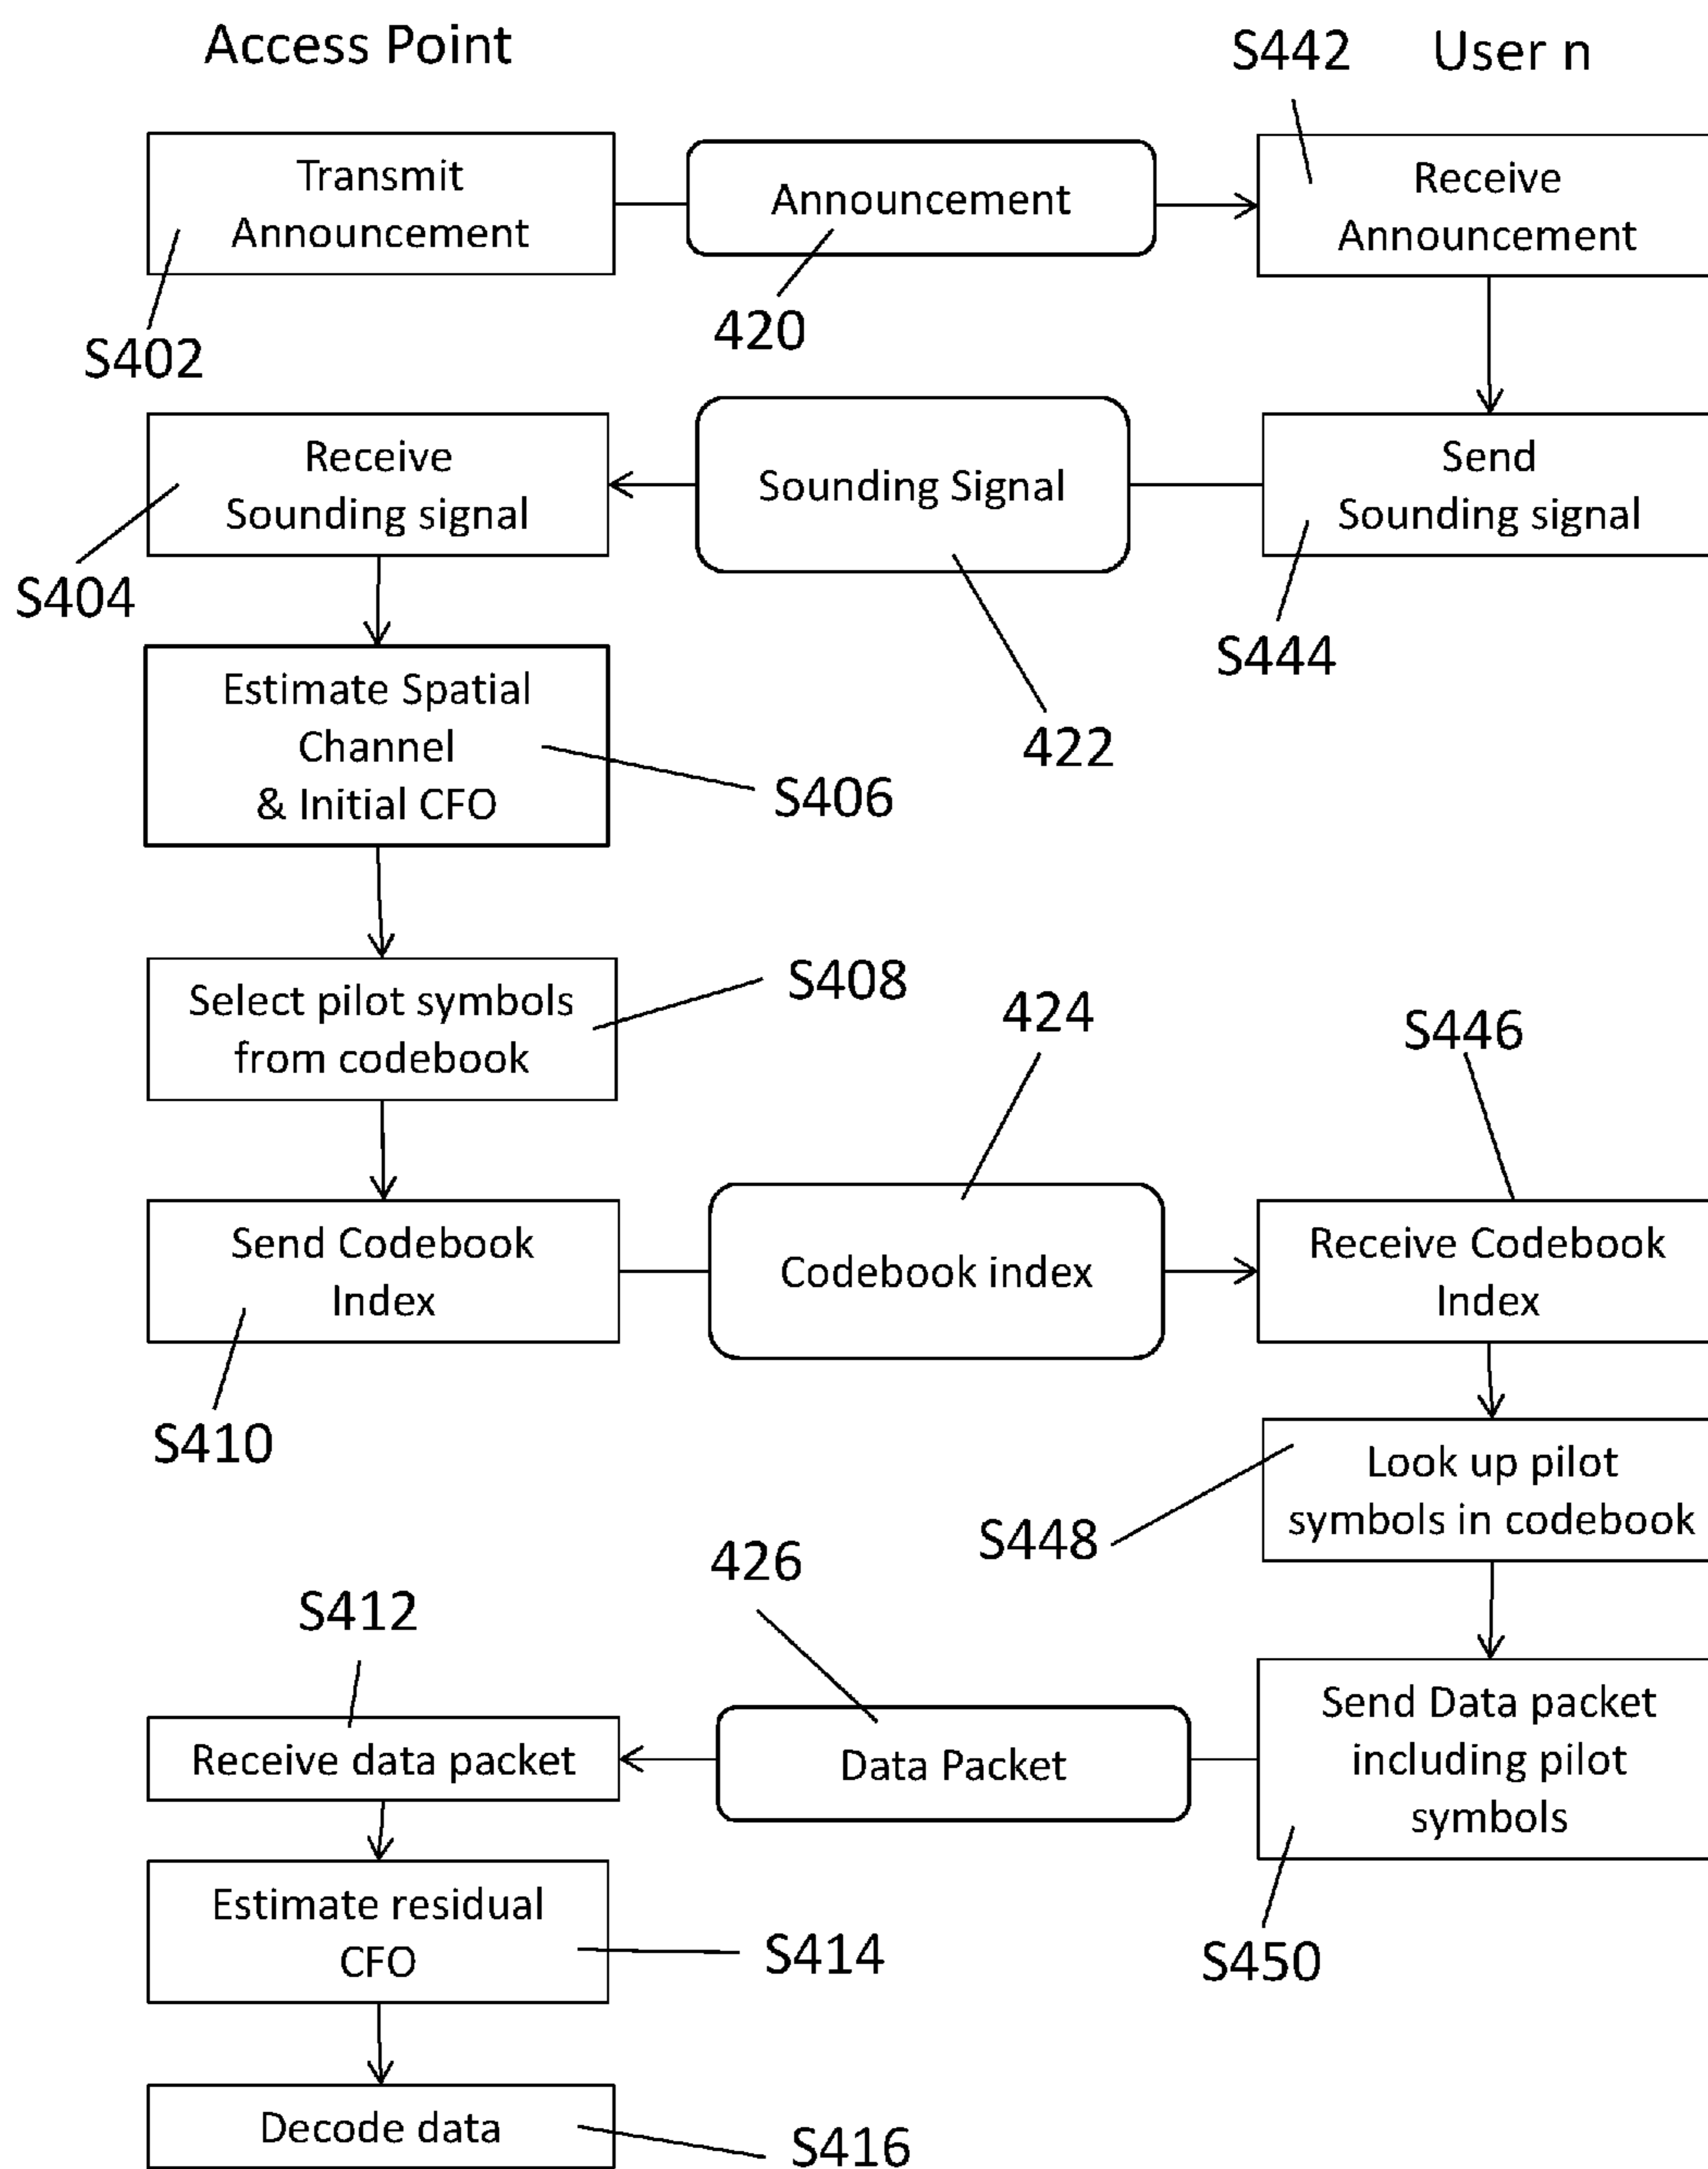 Access Point
S442
User n
Transmit
Announcement
Announcement
Receive
Announcement
S402
420
Receive
Sounding signal
Sounding Signal
Send
Sounding signal
S404
S444
422
Estimate Spatial
Channel
& Initial CFO
S406
Select pilot symbols
from codebook
S408
424
S446
Send Codebook
Index
Codebook index
Receive Codebook
Index
S410
Look up pilot
symbols in codebook
S448
426
S412
Receive data packet
Data Packet
Send Data packet
including pilot
symbols
Estimate residual
CFO
S414
S450
Decode data
S416